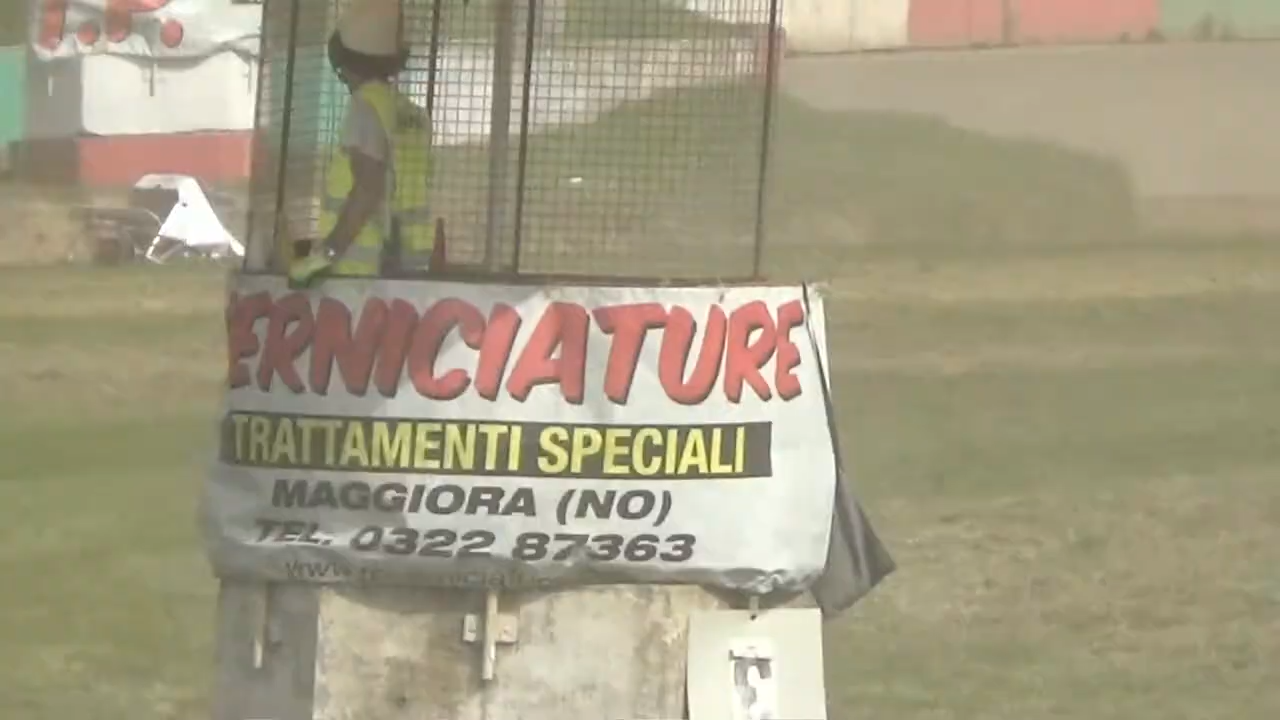 ERNICIATURE
TRATTAMENTI SPECIALI
MAGGIORA (NO)
TEL. 0322 87363